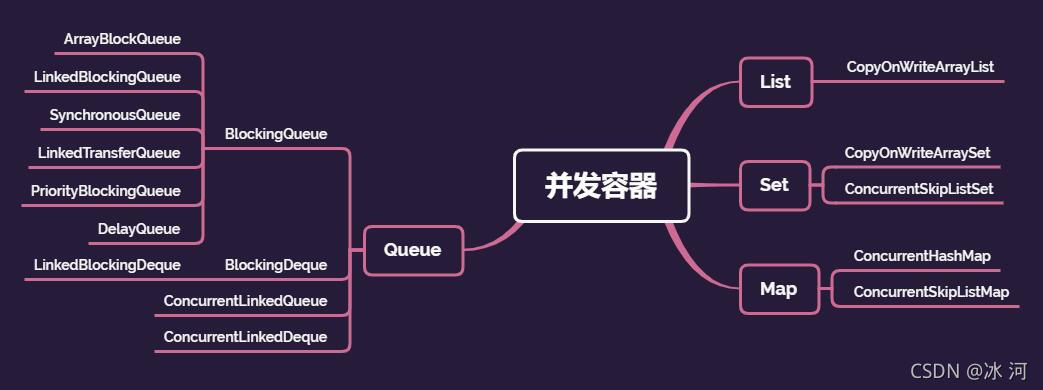 并发容器
List
CopyOnWriteArrayList
Set
CopyOnWriteArraySet
ConcurrentSkipListSet
Map
ConcurrentHashMap
ConcurrentSkipListMap
Queue
BlockingQueue
ArrayBlockQueue
LinkedBlockingQueue
SynchronousQueue
LinkedTransferQueue
PriorityBlockingQueue
DelayQueue
BlockingDeque
LinkedBlockingDeque
ConcurrentLinkedQueue
ConcurrentLinkedDeque
CSDN @冰 河